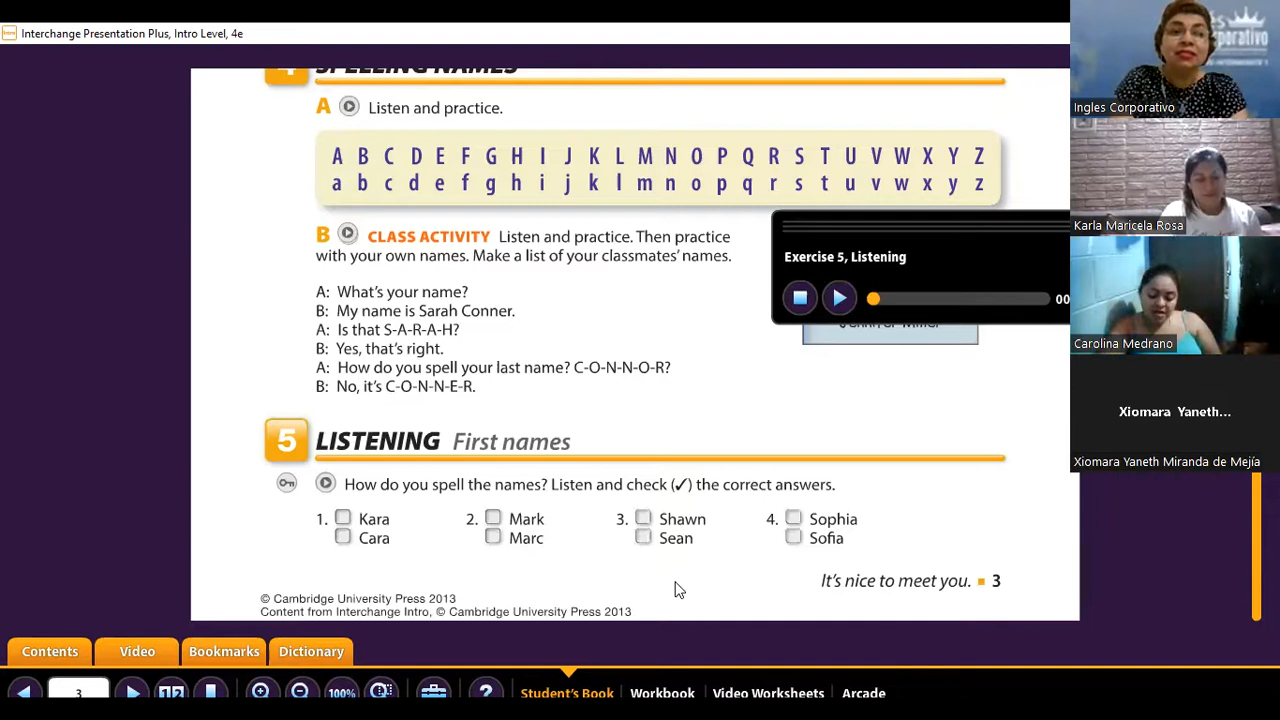 Interchange Presentation Plus, Intro Level, 4e
4 SPELLING NAMES
A Listen and practice.
A B C D E F G H I J K L M N O P Q R S T U V W X Y Z
a b c d e f g h i j k l m n o p q r s t u v w x y z
B CLASS ACTIVITY Listen and practice. Then practice
with your own names. Make a list of your classmates' names.
A: What's your name?
B: My name is Sarah Conner.
A: Is that S-A-R-A-H?
B: Yes, that's right.
A: How do you spell your last name? C-O-N-N-O-R?
B: No, it's C-O-N-N-E-R.
Exercise 5, Listening
00
5 LISTENING First names
How do you spell the names? Listen and check (✓) the correct answers.
1. Kara 2. Mark 3. Shawn 4. Sophia
Cara Marc Sean Sofia
It's nice to meet you. ■ 3
© Cambridge University Press 2013
Content from Interchange Intro, © Cambridge University Press 2013
Contents Video Bookmarks Dictionary
3 1 2 100% ? Student's Book Workbook Video Worksheets Arcade
Ingles Corporativo
Karla Maricela Rosa
Carolina Medrano
Xiomara Yaneth...
Xiomara Yaneth Miranda de Mejía